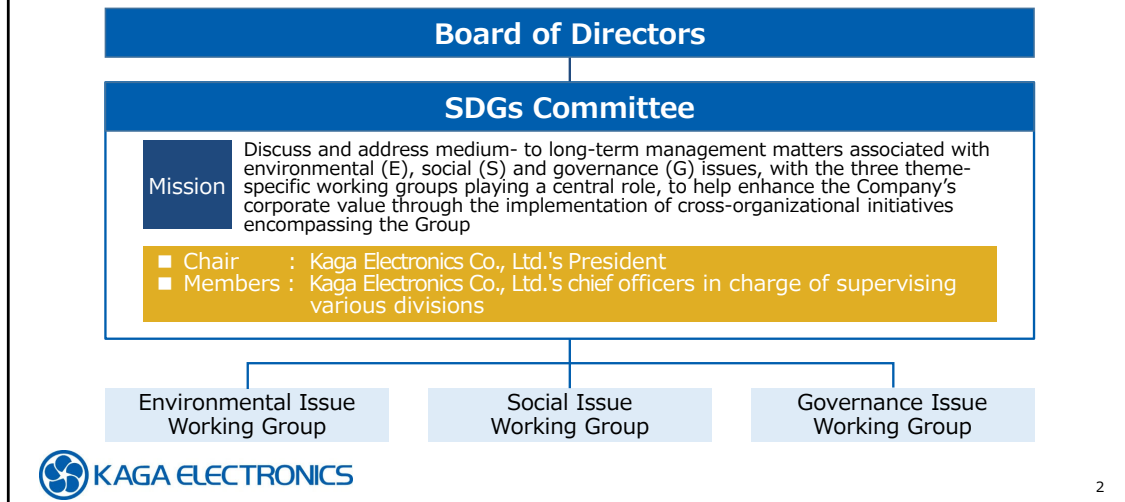 Board of Directors
SDGs Committee
Mission
Discuss and address medium- to long-term management matters associated with
environmental (E), social (S) and governance (G) issues, with the three theme-
specific working groups playing a central role, to help enhance the Company's
corporate value through the implementation of cross-organizational initiatives
encompassing the Group
■ Chair : Kaga Electronics Co., Ltd.'s President
■ Members : Kaga Electronics Co., Ltd.'s chief officers in charge of supervising
various divisions
Environmental Issue
Working Group
Social Issue
Working Group
Governance Issue
Working Group
KAGA ELECTRONICS
2